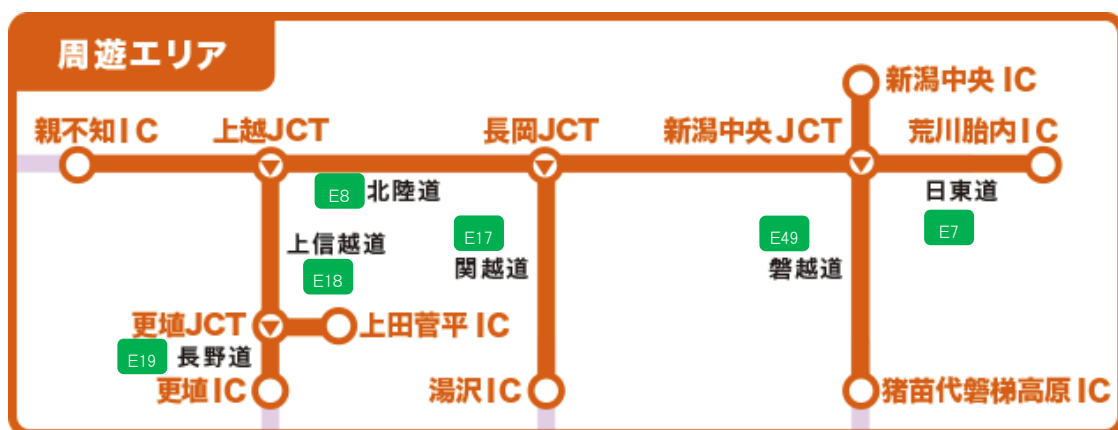 周遊エリア
新潟中央 IC
親不知IC
上越JCT
長岡JCT
新潟中央JCT
荒川胎内IC
E8 北陸道
日東道
E7
上信越道
E18
E17
関越道
E49
磐越道
更埴JCT
上田菅平 IC
E19 長野道
更埴IC
湯沢IC
猪苗代磐梯高原 IC